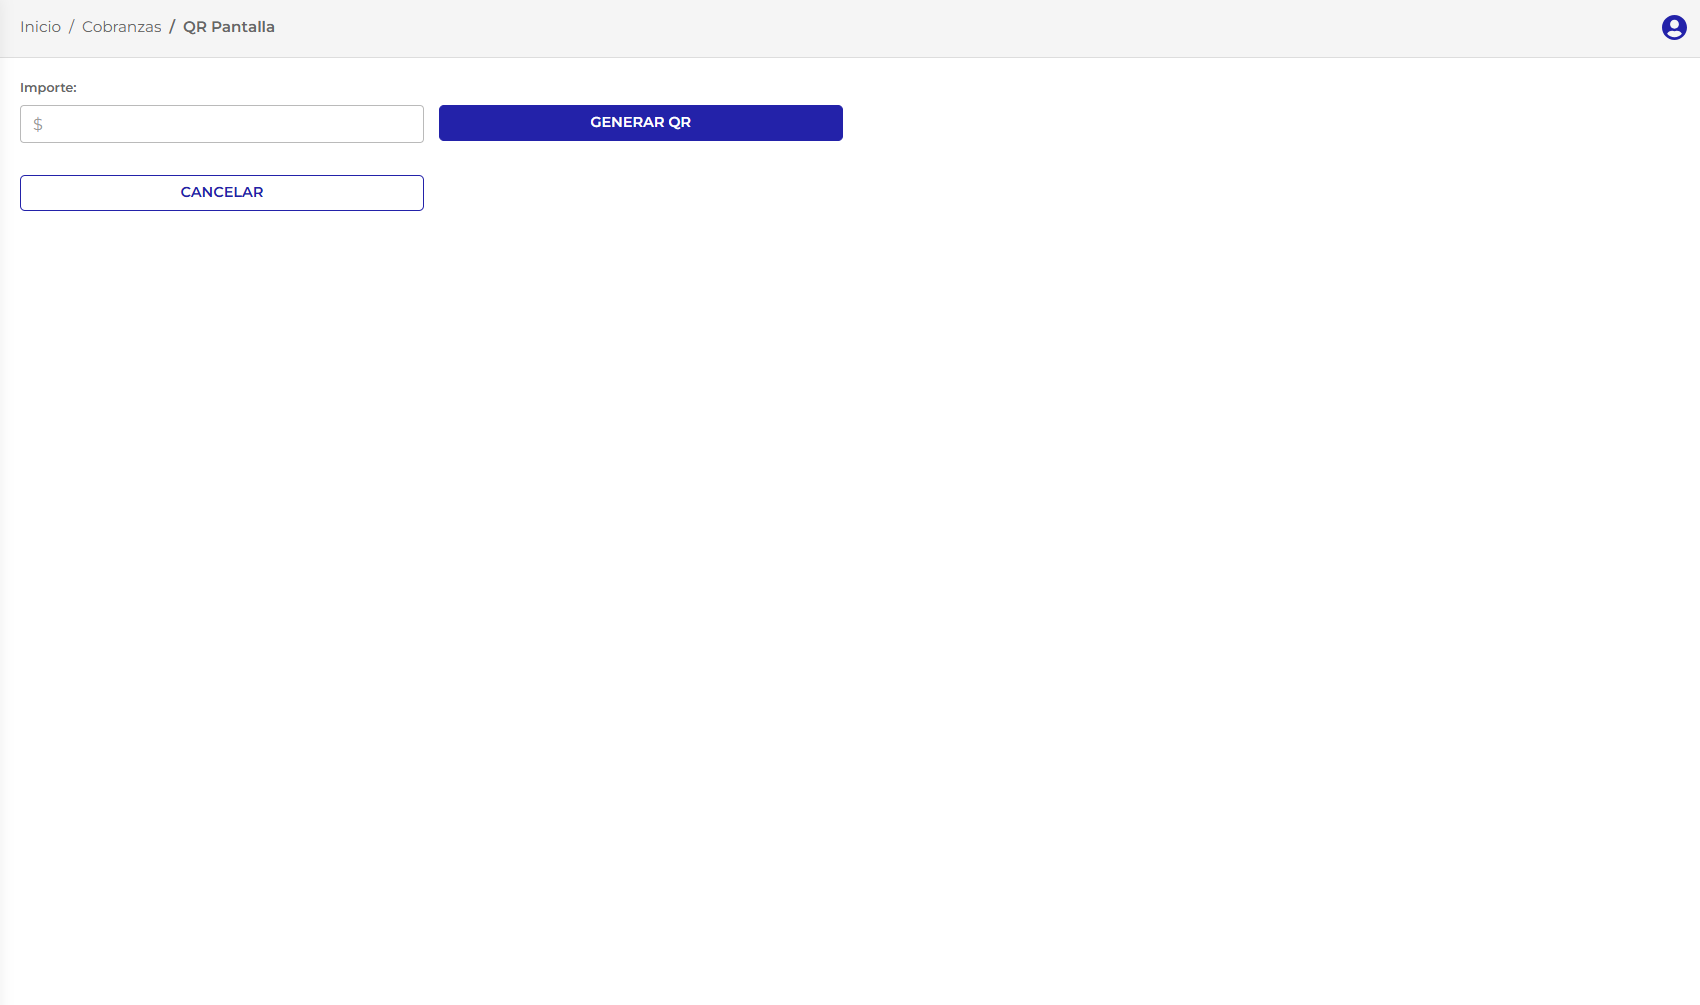 Inicio / Cobranzas / QR Pantalla
Importe:
$
GENERAR QR
CANCELAR